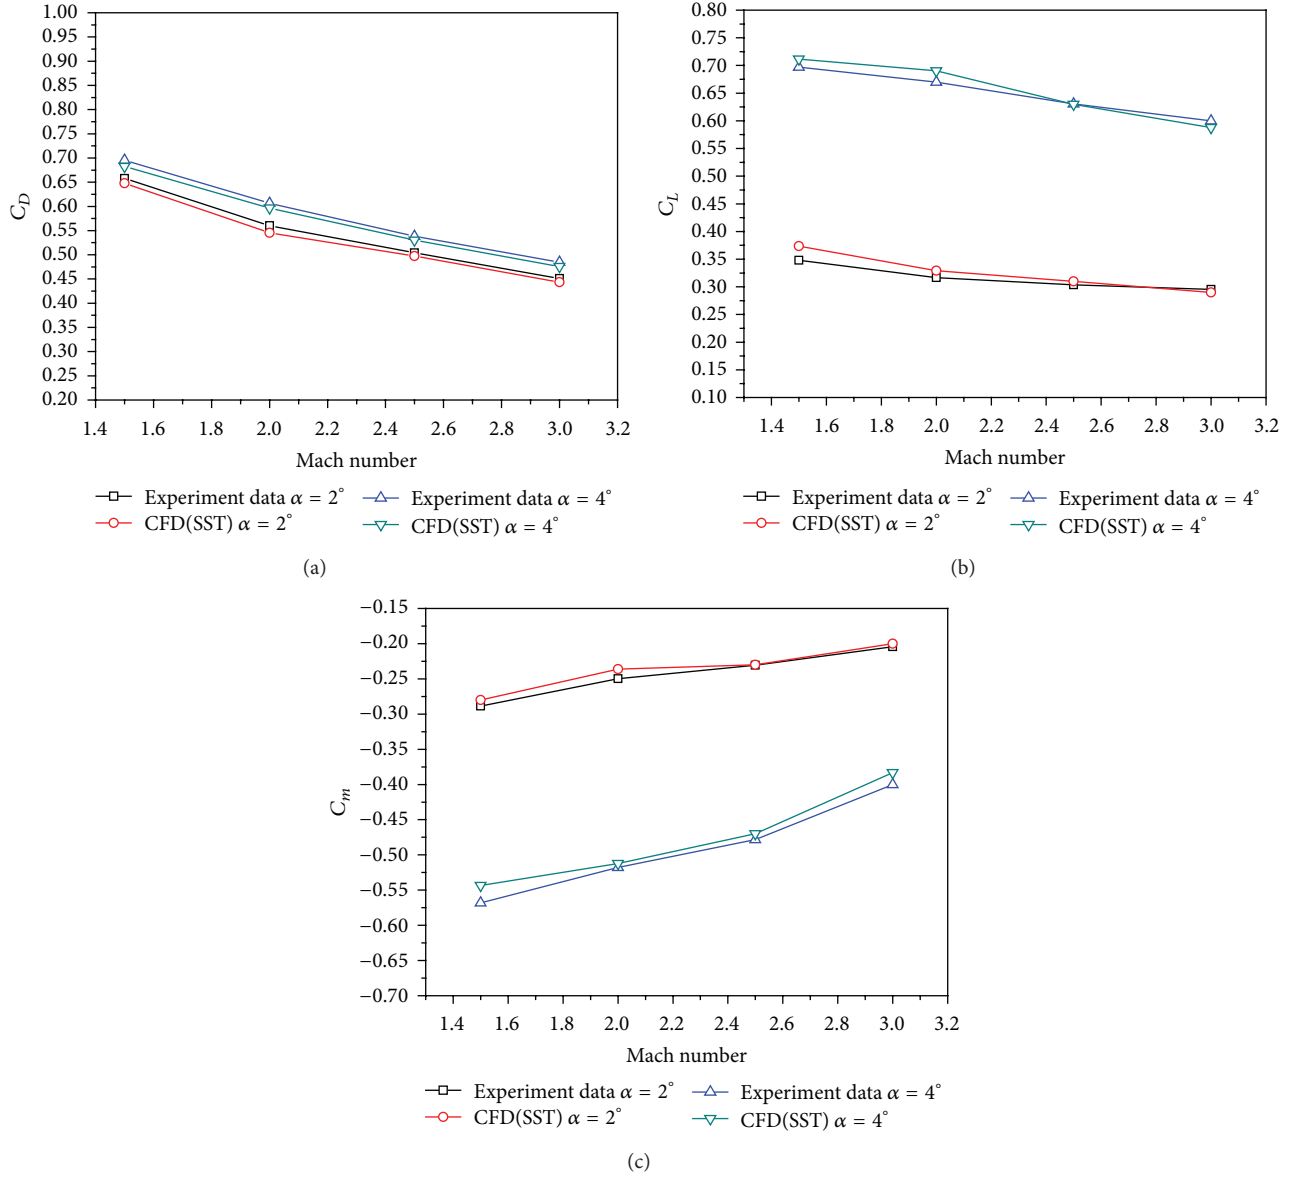 1.00
0.95
0.90
0.85
0.80
0.75
0.70
0.65
0.60
0.55
0.50
0.45
0.40
0.35
0.30
0.25
0.20
C_D
1.4 1.6 1.8 2.0 2.2 2.4 2.6 2.8 3.0 3.2
Mach number
Experiment data α = 2° Experiment data α = 4°
CFD(SST) α = 2° CFD(SST) α = 4°
(a)
0.80
0.75
0.70
0.65
0.60
0.55
0.50
0.45
0.40
0.35
0.30
0.25
0.20
0.15
0.10
C_L
1.4 1.6 1.8 2.0 2.2 2.4 2.6 2.8 3.0 3.2
Mach number
Experiment data α = 2° Experiment data α = 4°
CFD(SST) α = 2° CFD(SST) α = 4°
(b)
−0.15
−0.20
−0.25
−0.30
−0.35
−0.40
−0.45
−0.50
−0.55
−0.60
−0.65
−0.70
C_m
1.4 1.6 1.8 2.0 2.2 2.4 2.6 2.8 3.0 3.2
Mach number
Experiment data α = 2° Experiment data α = 4°
CFD(SST) α = 2° CFD(SST) α = 4°
(c)